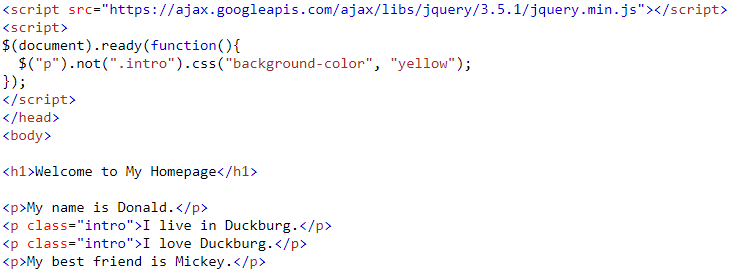 <script src="https://ajax.googleapis.com/ajax/libs/jquery/3.5.1/jquery.min.js"></script>
<script>
$(document).ready(function(){
  $("p").not(".intro").css("background-color", "yellow");
});
</script>
</head>
<body>

<h1>Welcome to My Homepage</h1>

<p>My name is Donald.</p>
<p class="intro">I live in Duckburg.</p>
<p class="intro">I love Duckburg.</p>
<p>My best friend is Mickey.</p>